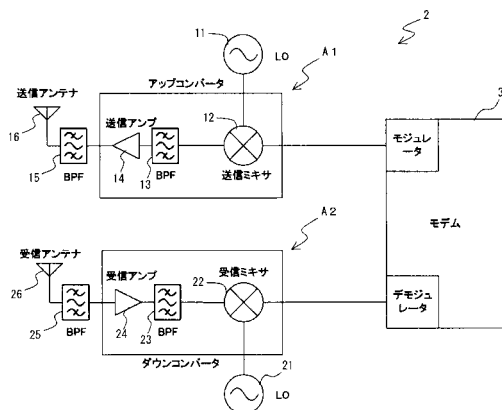 11
LO
A1
2
アップコンバータ
送信アンテナ
16
送信アンプ
12
3
15
BPF
14
13
BPF
送信ミキサ
モジュレ
ータ
モデム
A2
受信アンテナ
26
受信アンプ
22
受信ミキサ
デモジュ
レータ
25
BPF
24
23
BPF
ダウンコンバータ
21
LO